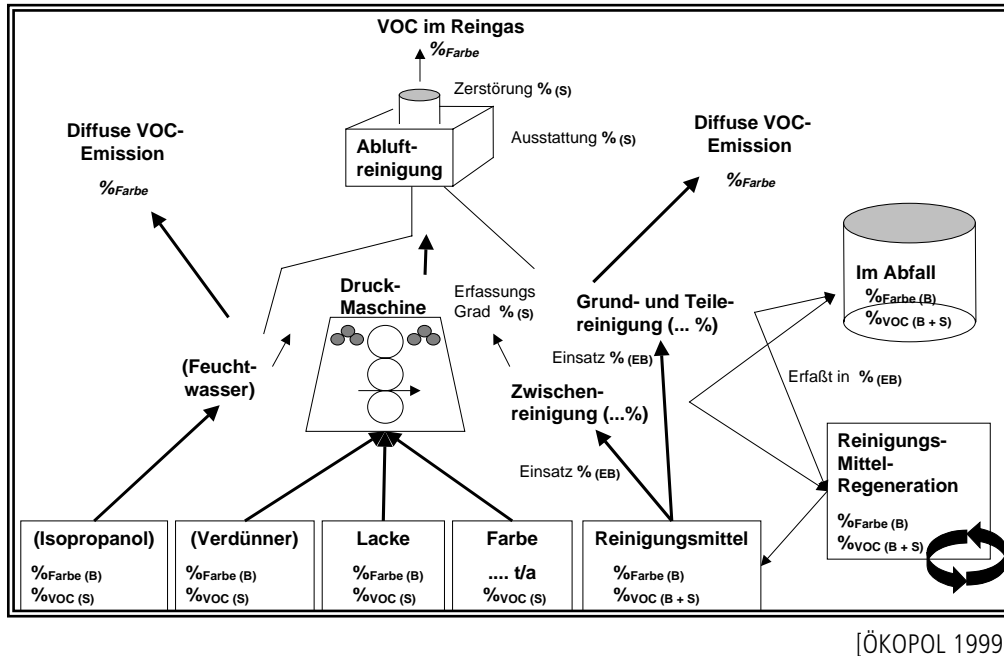 VOC im Reingas
%Farbe
Zerstörung % (S)
Ausstattung % (S)
Abluft-
reinigung
Diffuse VOC-
Emission
%Farbe
Diffuse VOC-
Emission
%Farbe
Im Abfall
%Farbe (B)
%VOC (B + S)
Druck-
Maschine
Erfassungs
Grad % (S)
Grund- und Teile-
reinigung (... %)
(Feucht-
wasser)
Einsatz % (EB)
Erfaßt in % (EB)
Zwischen-
reinigung (...%)
Einsatz % (EB)
Reinigungs-
Mittel-
Regeneration
%Farbe (B)
%VOC (B + S)
(Isopropanol)
%Farbe (B)
%VOC (S)
(Verdünner)
%Farbe (B)
%VOC (S)
Lacke
%Farbe (B)
%VOC (S)
Farbe
.... t/a
%VOC (S)
Reinigungsmittel
%Farbe (B)
%VOC (B + S)
[ÖKOPOL 1999